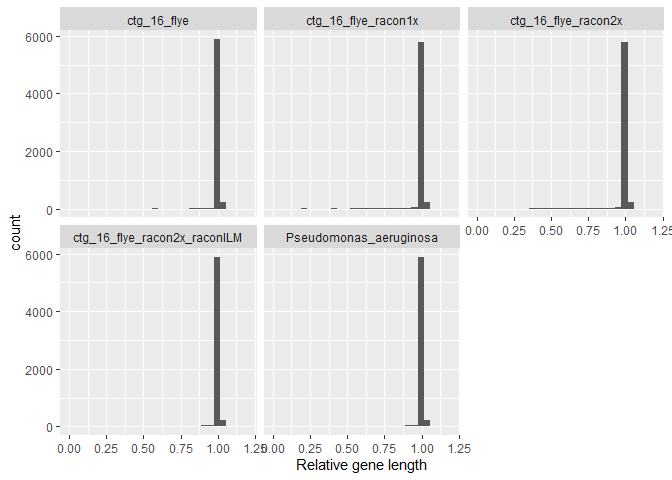 ctg_16_flye
ctg_16_flye_racon1x
ctg_16_flye_racon2x
6000
4000
2000
0
0.00 0.25 0.50 0.75 1.00 1.25
ctg_16_flye_racon2x_raconILM
Pseudomonas_aeruginosa
6000
4000
2000
0
0.00 0.25 0.50 0.75 1.00 1.25
0.00 0.25 0.50 0.75 1.00 1.25
count
Relative gene length